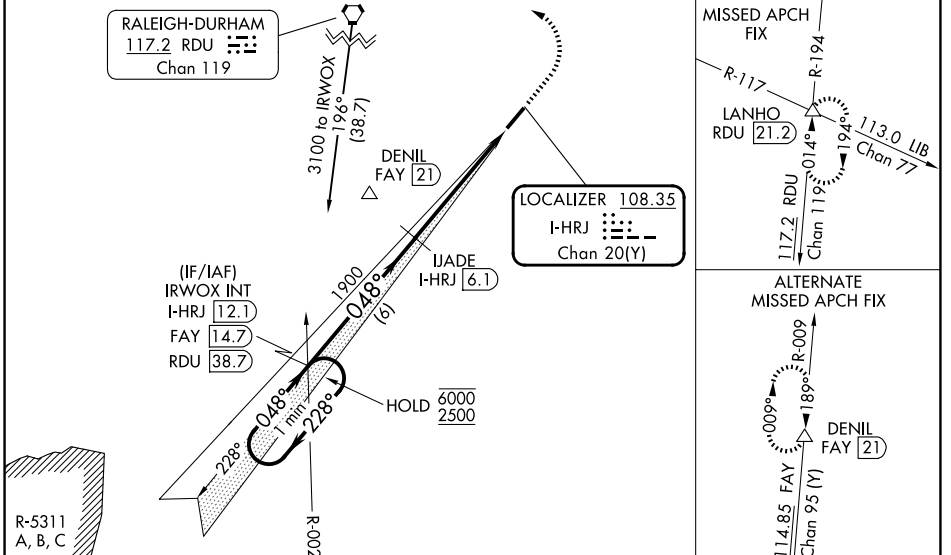 RALEIGH-DURHAM
117.2 RDU
Chan 119
3100 to IRWOX
196°
(38.7)
DENIL
FAY 21
LOCALIZER 108.35
I-HRJ
Chan 20(Y)
IJADE
I-HRJ 6.1
1900
048°
(6)
(IF/IAF)
IRWOX INT
I-HRJ 12.1
FAY 14.7
RDU 38.7
HOLD 6000
2500
048°
1 min
228°
228°
R-002
R-5311
A, B, C
MISSED APCH
FIX
R-194
R-117
LANHO
RDU 21.2
113.0 LIB
Chan 77
014°
194°
117.2 RDU
Chan 119
ALTERNATE
MISSED APCH FIX
R-009
009°
189°
DENIL
FAY 21
114.85 FAY
Chan 95 (Y)